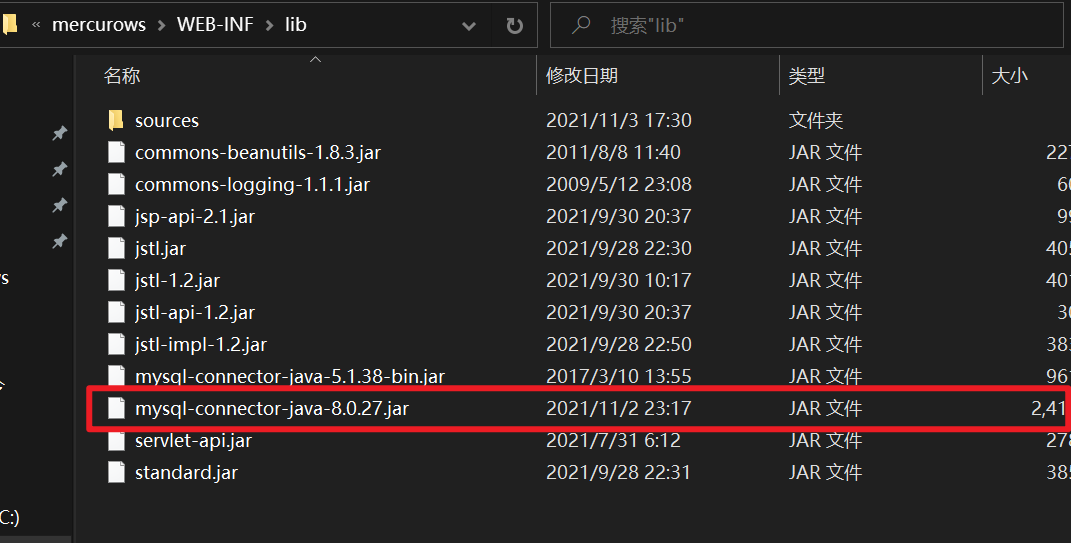 « mercurows > WEB-INF > lib 搜索"lib"
名称 修改日期 类型 大小
sources 2021/11/3 17:30 文件夹
commons-beanutils-1.8.3.jar 2011/8/8 11:40 JAR 文件 227
commons-logging-1.1.1.jar 2009/5/12 23:08 JAR 文件 60
jsp-api-2.1.jar 2021/9/30 20:37 JAR 文件 99
jstl.jar 2021/9/28 22:30 JAR 文件 405
jstl-1.2.jar 2021/9/30 10:17 JAR 文件 401
jstl-api-1.2.jar 2021/9/30 20:37 JAR 文件 30
jstl-impl-1.2.jar 2021/9/28 22:50 JAR 文件 383
mysql-connector-java-5.1.38-bin.jar 2017/3/10 13:55 JAR 文件 961
mysql-connector-java-8.0.27.jar 2021/11/2 23:17 JAR 文件 2,41
servlet-api.jar 2021/7/31 6:12 JAR 文件 278
standard.jar 2021/9/28 22:31 JAR 文件 385
C:)